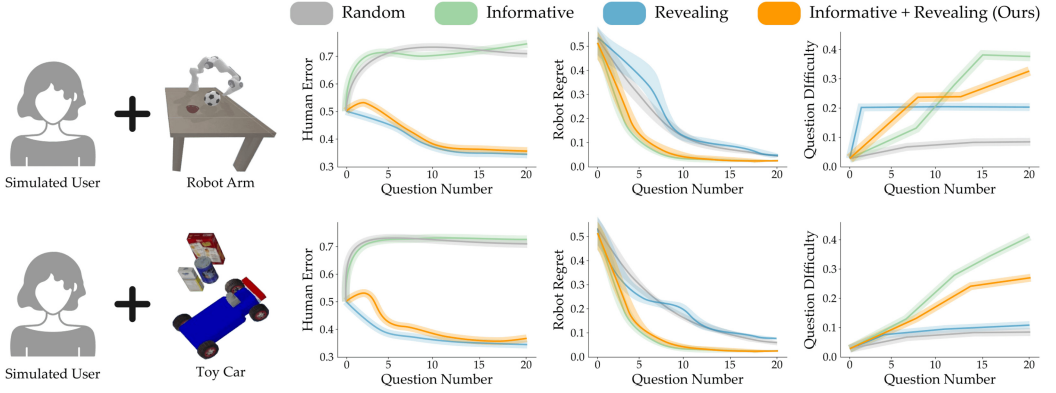 Random Informative Revealing Informative + Revealing (Ours)
Simulated User
Robot Arm
Human Error
0.7
0.6
0.5
0.4
0.3
0 5 10 15 20
Question Number
Robot Regret
0.5
0.4
0.3
0.2
0.1
0.0
0 5 10 15 20
Question Number
Question DIfficulty
0.4
0.3
0.2
0.1
0.0
0 5 10 15 20
Question Number
Simulated User
Toy Car
Human Error
0.7
0.6
0.5
0.4
0.3
0 5 10 15 20
Question Number
Robot Regret
0.5
0.4
0.3
0.2
0.1
0.0
0 5 10 15 20
Question Number
Question DIfficulty
0.4
0.3
0.2
0.1
0.0
0 5 10 15 20
Question Number